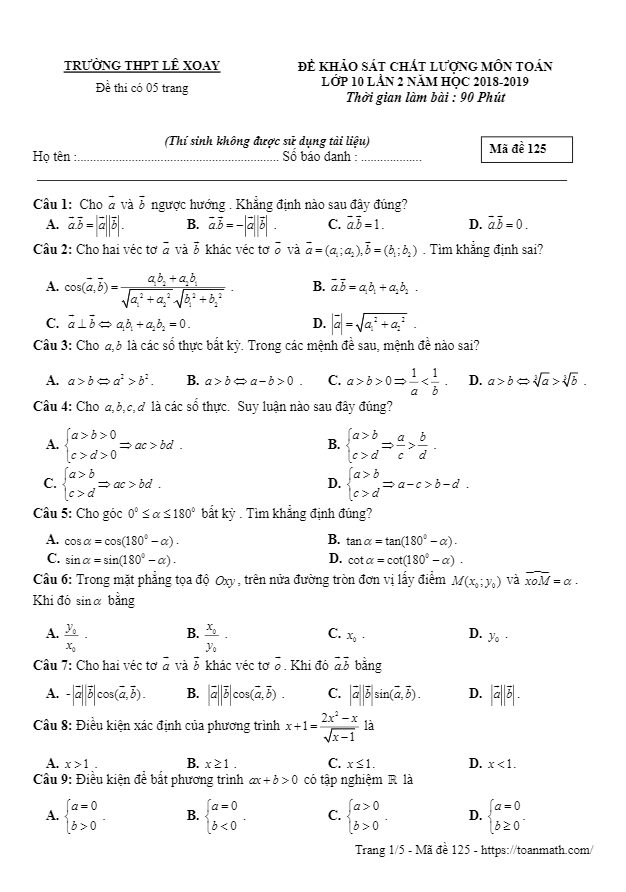 TRƯỜNG THPT LÊ XOAY
Đề thi có 05 trang
ĐỀ KHẢO SÁT CHẤT LƯỢNG MÔN TOÁN
LỚP 10 LẦN 2 NĂM HỌC 2018-2019
Thời gian làm bài : 90 Phút
(Thí sinh không được sử dụng tài liệu)
Họ tên :............................................................ Số báo danh : ..................
Mã đề 125
Câu 1: Cho $\vec{a}$ và $\vec{b}$ ngược hướng . Khẳng định nào sau đây đúng?
A. $\vec{a}.\vec{b}=|\vec{a}||\vec{b}|$. B. $\vec{a}.\vec{b}=-|\vec{a}||\vec{b}|$ . C. $\vec{a}.\vec{b}=1$. D. $\vec{a}.\vec{b}=0$.
Câu 2: Cho hai véc tơ $\vec{a}$ và $\vec{b}$ khác véc tơ $\vec{o}$ và $\vec{a}=(a_1;a_2),\vec{b}=(b_1;b_2)$ . Tìm khẳng định sai?
A. $\cos(\vec{a},\vec{b})=\frac{a_1b_2+a_2b_1}{\sqrt{a_1^2+a_2^2}\sqrt{b_1^2+b_2^2}}$ . B. $\vec{a}.\vec{b}=a_1b_1+a_2b_2$ .
C. $\vec{a}\perp\vec{b}\Leftrightarrow a_1b_1+a_2b_2=0$. D. $|\vec{a}|=\sqrt{a_1^2+a_2^2}$ .
Câu 3: Cho $a,b$ là các số thực bất kỳ. Trong các mệnh đề sau, mệnh đề nào sai?
A. $a>b\Leftrightarrow a^2>b^2$. B. $a>b\Leftrightarrow a-b>0$ . C. $a>b>0\Rightarrow\frac{1}{a}<\frac{1}{b}$ . D. $a>b\Leftrightarrow\sqrt[3]{a}>\sqrt[3]{b}$ .
Câu 4: Cho $a,b,c,d$ là các số thực. Suy luận nào sau đây đúng?
A. $\begin{cases}a>b>0\\c>d>0\end{cases}\Rightarrow ac>bd$ . B. $\begin{cases}a>b\\c>d\end{cases}\Rightarrow\frac{a}{c}>\frac{b}{d}$ .
C. $\begin{cases}a>b\\c>d\end{cases}\Rightarrow ac>bd$ . D. $\begin{cases}a>b\\c>d\end{cases}\Rightarrow a-c>b-d$ .
Câu 5: Cho góc $0^0\le\alpha\le180^0$ bất kỳ . Tìm khẳng định đúng?
A. $\cos\alpha=\cos(180^0-\alpha)$. B. $\tan\alpha=\tan(180^0-\alpha)$.
C. $\sin\alpha=\sin(180^0-\alpha)$. D. $\cot\alpha=\cot(180^0-\alpha)$ .
Câu 6: Trong mặt phẳng tọa độ $Oxy$, trên nửa đường tròn đơn vị lấy điểm $M(x_0;y_0)$ và $\widehat{xoM}=\alpha$ .
Khi đó $\sin\alpha$ bằng
A. $\frac{y_0}{x_0}$ . B. $\frac{x_0}{y_0}$ . C. $x_0$ . D. $y_0$ .
Câu 7: Cho hai véc tơ $\vec{a}$ và $\vec{b}$ khác véc tơ $\vec{o}$. Khi đó $\vec{a}.\vec{b}$ bằng
A. $-|\vec{a}||\vec{b}|\cos(\vec{a},\vec{b})$. B. $|\vec{a}||\vec{b}|\cos(\vec{a},\vec{b})$ . C. $|\vec{a}||\vec{b}|\sin(\vec{a},\vec{b})$. D. $|\vec{a}||\vec{b}|$.
Câu 8: Điều kiện xác định của phương trình $x+1=\frac{2x^2-x}{\sqrt{x-1}}$ là
A. $x>1$ . B. $x\ge1$ . C. $x\le1$. D. $x<1$.
Câu 9: Điều kiện để bất phương trình $ax+b>0$ có tập nghiệm $\mathbb{R}$ là
A. $\begin{cases}a=0\\b>0\end{cases}$. B. $\begin{cases}a=0\\b<0\end{cases}$. C. $\begin{cases}a>0\\b>0\end{cases}$. D. $\begin{cases}a=0\\b\ge0\end{cases}$.
Trang 1/5 - Mã đề 125 - https://toanmath.com/